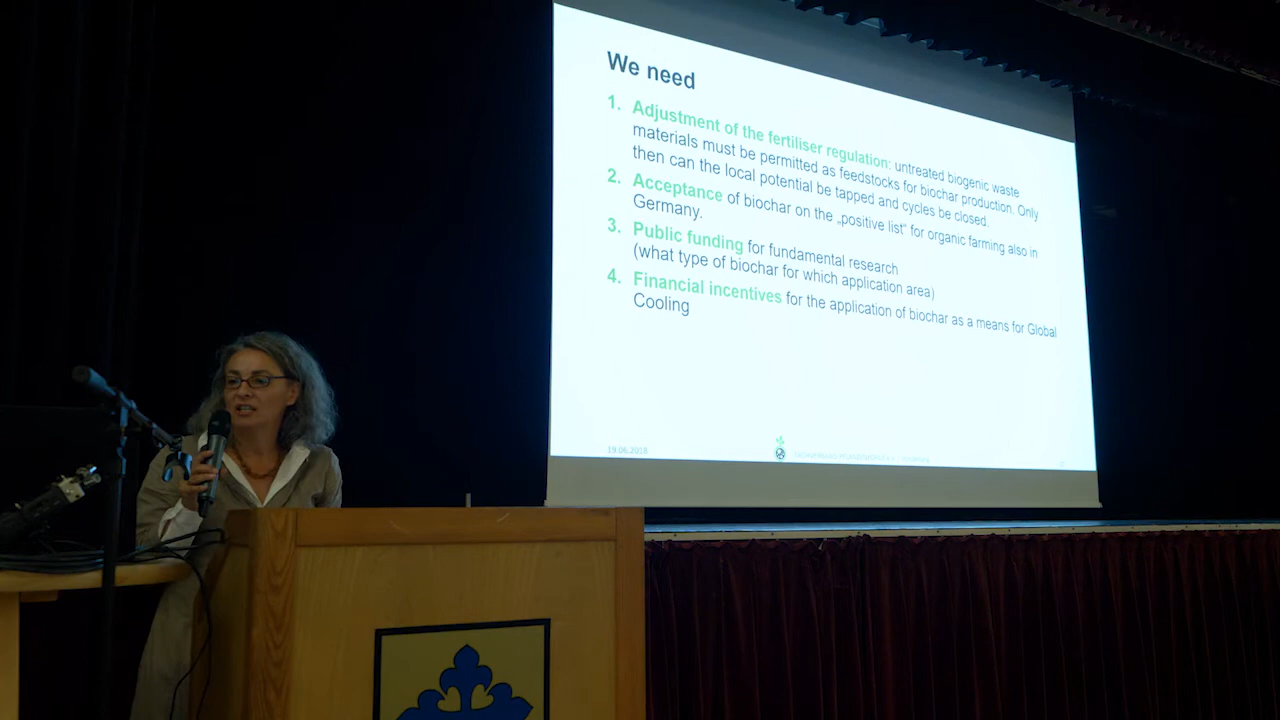 We need
1. Adjustment of the fertiliser regulation: untreated biogenic waste
materials must be permitted as feedstocks for biochar production. Only
then can the local potential be tapped and cycles be closed.
2. Acceptance of biochar on the „positive list“ for organic farming also in
Germany.
3. Public funding for fundamental research
(what type of biochar for which application area)
4. Financial incentives for the application of biochar as a means for Global
Cooling
19.06.2018